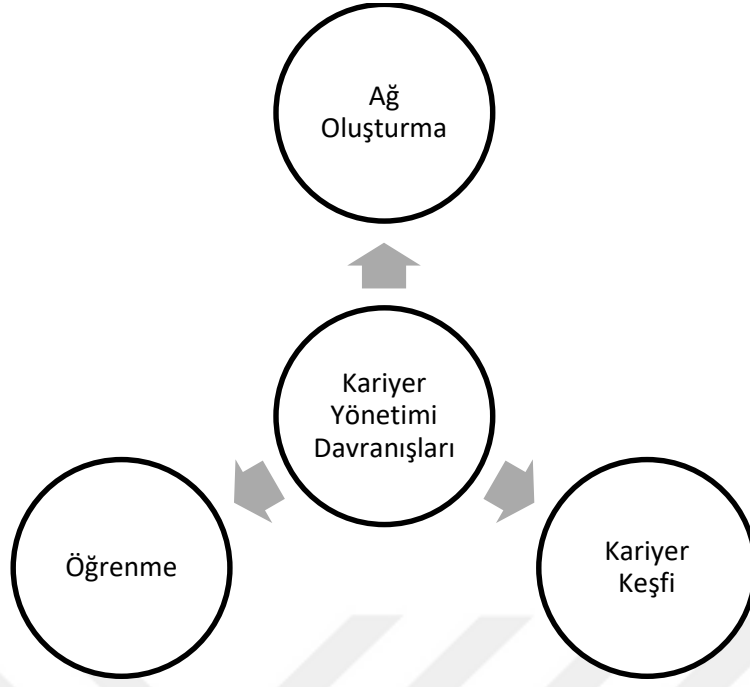 Ağ
Oluşturma
Kariyer
Yönetimi
Davranışları
Öğrenme
Kariyer
Keşfi